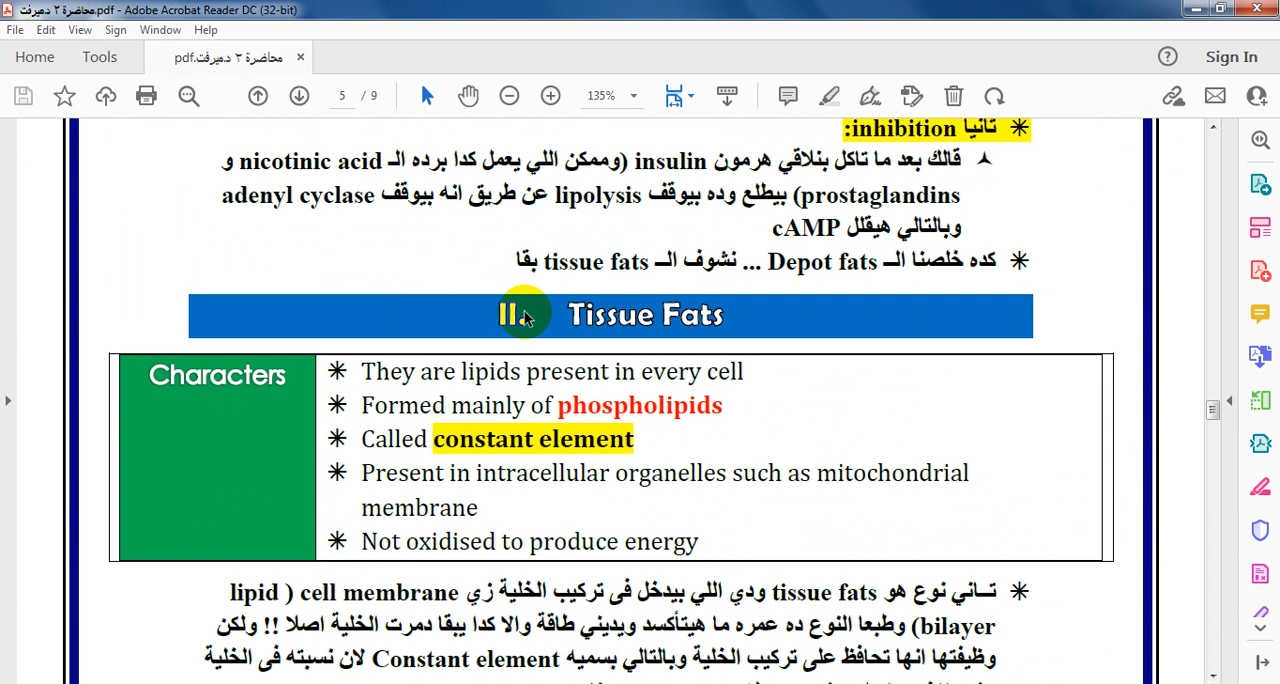 محاضرة ٢ د.ميرفت.pdf - Adobe Acrobat Reader DC (32-bit)
File Edit View Sign Window Help
Home Tools محاضرة ٢ د.ميرفت.pdf × Sign In
5 / 9 135%
تانيا inhibition:
قالك بعد ما تاكل بنلاقي هرمون insulin (وممكن اللي يعمل كدا برده الـ nicotinic acid و
prostaglandins) بيطلع وده بيوقف lipolysis عن طريق انه بيوقف adenyl cyclase
وبالتالي هيقلل cAMP
كده خلصنا الـ Depot fats ... نشوف الـ tissue fats بقا
II. Tissue Fats
Characters
They are lipids present in every cell
Formed mainly of phospholipids
Called constant element
Present in intracellular organelles such as mitochondrial
membrane
Not oxidised to produce energy
تاني نوع هو tissue fats ودي اللي بيدخل فى تركيب الخلية زي cell membrane ( lipid
bilayer) وطبعا النوع ده عمره ما هيتأكسد ويديني طاقة والا كدا يبقا دمرت الخلية اصلا !! ولكن
وظيفتها انها تحافظ على تركيب الخلية وبالتالي بسميه Constant element لان نسبته فى الخلية